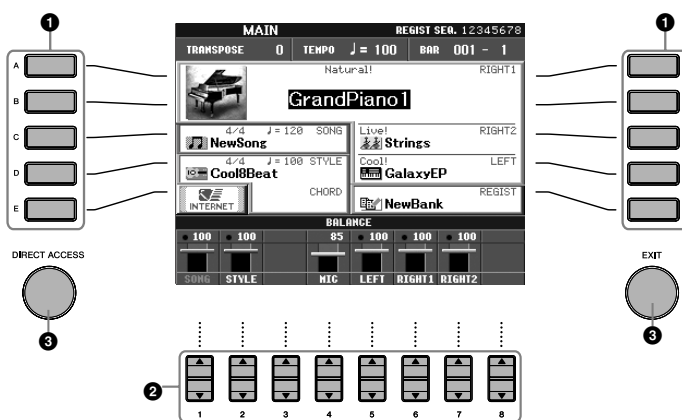 1
1
MAIN REGIST SEQ. 12345678
TRANSPOSE 0 TEMPO ♩ = 100 BAR 001 - 1
A
B
C
D
E
Natural! RIGHT1
GrandPiano1
4/4 ♩ = 120 SONG
NewSong
Live! RIGHT2
Strings
4/4 ♩ = 100 STYLE
Cool8Beat
Cool! LEFT
GalaxyEP
INTERNET
CHORD
REGIST
NewBank
BALANCE
100 100 85 100 100 100
SONG STYLE MIC LEFT RIGHT1 RIGHT2
DIRECT ACCESS
3
EXIT
3
2
1 2 3 4 5 6 7 8